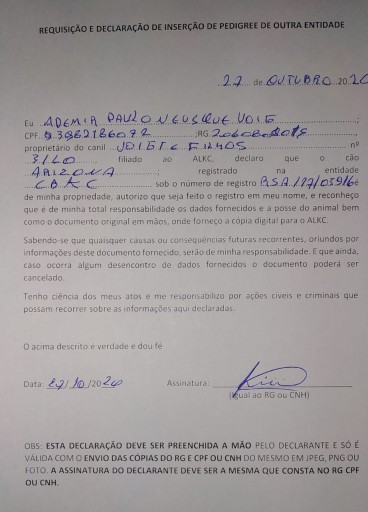 REQUISIÇÃO E DECLARAÇÃO DE INSERÇÃO DE PEDIGREE DE OUTRA ENTIDADE
27 de OUTUBRO 2020
Eu ADEMIR PAULO NEUSQUE VOIG
CPF ;RG
proprietário do canil VOIGT E FILHOS nº
3120 filiado ao ALKC, declaro que o cão
ARIZONA registrado na entidade
CBKC sob o número de registro RSA/17/03916 é
de minha propriedade, autorizo que seja feito o registro em meu nome, e reconheço
que é de minha total responsabilidade os dados fornecidos e a posse do animal bem
como o documento original em mãos, onde forneço a cópia digital para o ALKC.
Sabendo-se que quaisquer causas ou consequências futuras recorrentes, oriundos por
informações deste documento fornecido, serão de minha responsabilidade. E que ainda,
caso ocorra algum desencontro de dados fornecidos o documento poderá ser
cancelado.
Tenho ciência dos meus atos e me responsabilizo por ações civeis e criminais que
possam recorrer sobre as informações aqui declaradas.
O acima descrito é verdade e dou fé
Data: 27/10/2020 Assinatura:
(Igual ao RG ou CNH)
OBS: ESTA DECLARAÇÃO DEVE SER PREENCHIDA A MÃO PELO DECLARANTE E SÓ É
VÁLIDA COM O ENVIO DAS CÓPIAS DO RG E CPF OU CNH DO MESMO EM JPEG, PNG OU
FOTO. A ASSINATURA DO DECLARANTE DEVE SER A MESMA QUE CONSTA NO RG CPF
OU CNH.